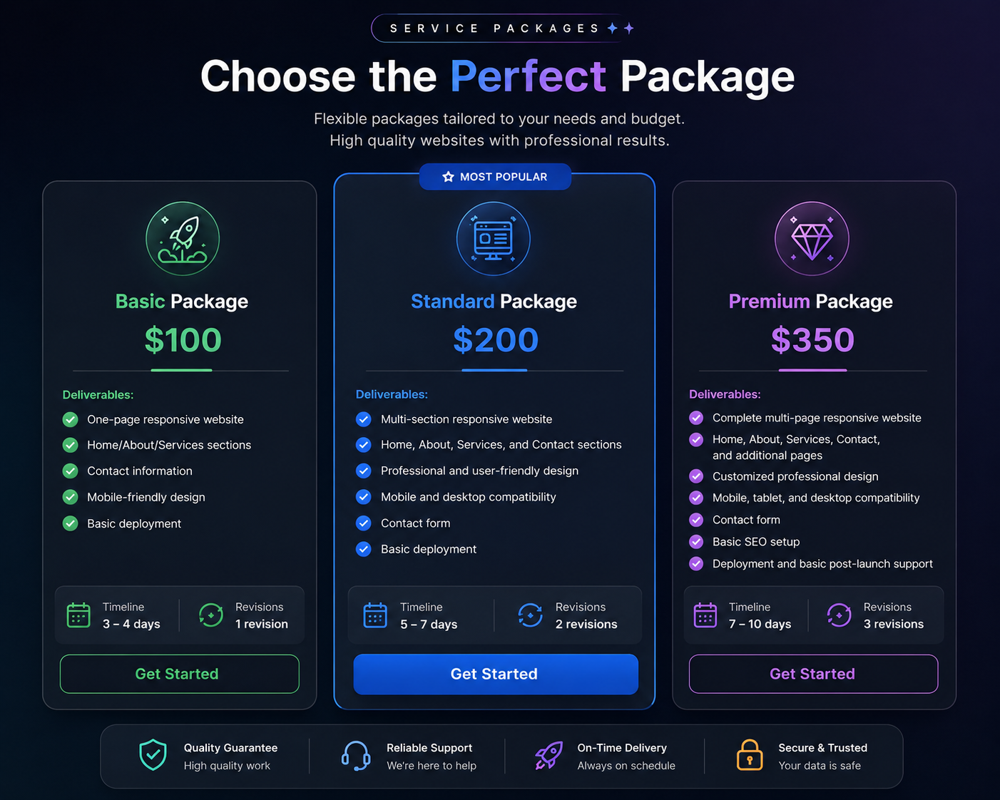 SERVICE PACKAGES
Choose the Perfect Package
Flexible packages tailored to your needs and budget.
High quality websites with professional results.
Basic Package
$100
Deliverables:
One-page responsive website
Home/About/Services sections
Contact information
Mobile-friendly design
Basic deployment
Timeline
3 – 4 days
Revisions
1 revision
Get Started
MOST POPULAR
Standard Package
$200
Deliverables:
Multi-section responsive website
Home, About, Services, and Contact sections
Professional and user-friendly design
Mobile and desktop compatibility
Contact form
Basic deployment
Timeline
5 – 7 days
Revisions
2 revisions
Get Started
Premium Package
$350
Deliverables:
Complete multi-page responsive website
Home, About, Services, Contact,
and additional pages
Customized professional design
Mobile, tablet, and desktop compatibility
Contact form
Basic SEO setup
Deployment and basic post-launch support
Timeline
7 – 10 days
Revisions
3 revisions
Get Started
Quality Guarantee
High quality work
Reliable Support
We're here to help
On-Time Delivery
Always on schedule
Secure & Trusted
Your data is safe